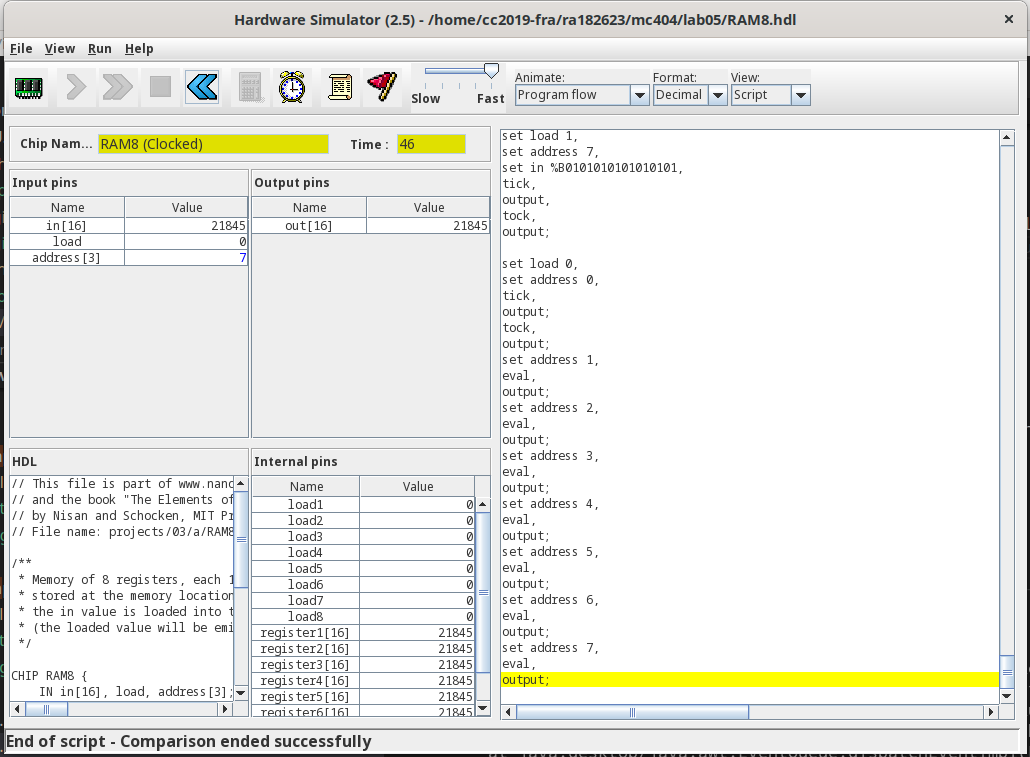 Hardware Simulator (2.5) - /home/cc2019-fra/ra182623/mc404/lab05/RAM8.hdl
File View Run Help
Slow Fast
Animate:
Program flow
Format:
Decimal
View:
Script
Chip Nam... RAM8 (Clocked) Time : 46
Input pins
Name Value
in[16] 21845
load 0
address[3] 7
Output pins
Name Value
out[16] 21845
HDL
// This file is part of www.nand
// and the book "The Elements of
// by Nisan and Schocken, MIT Pr
// File name: projects/03/a/RAM8
/**
* Memory of 8 registers, each 1
* stored at the memory location
* the in value is loaded into t
* (the loaded value will be emi
*/
CHIP RAM8 {
IN in[16], load, address[3];
Internal pins
Name Value
load1 0
load2 0
load3 0
load4 0
load5 0
load6 0
load7 0
load8 0
register1[16] 21845
register2[16] 21845
register3[16] 21845
register4[16] 21845
register5[16] 21845
register6[16] 21845
set load 1,
set address 7,
set in %B0101010101010101,
tick,
output,
tock,
output;
set load 0,
set address 0,
tick,
output;
tock,
output;
set address 1,
eval,
output;
set address 2,
eval,
output;
set address 3,
eval,
output;
set address 4,
eval,
output;
set address 5,
eval,
output;
set address 6,
eval,
output;
set address 7,
eval,
output;
End of script - Comparison ended successfully